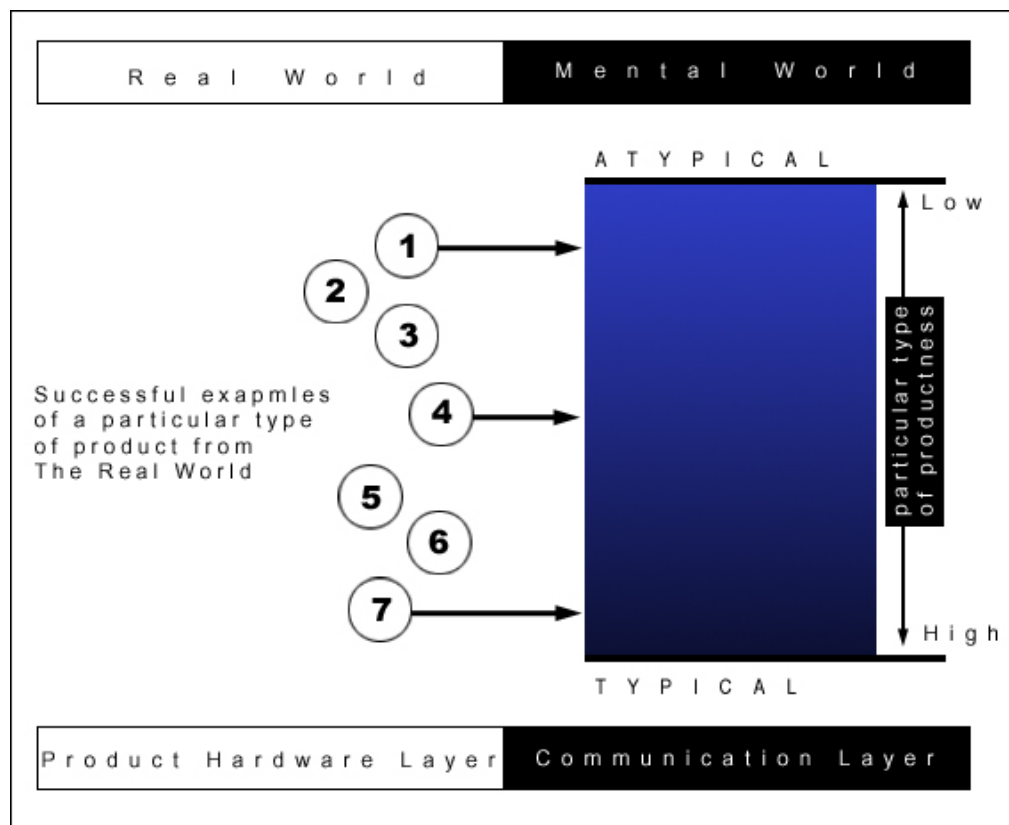 Real World
Mental World
ATYPICAL
Low
1
2
3
4
5
6
7
Successful exapmles
of a particular type
of product from
The Real World
particular type
of productness
High
TYPICAL
Product Hardware Layer
Communication Layer